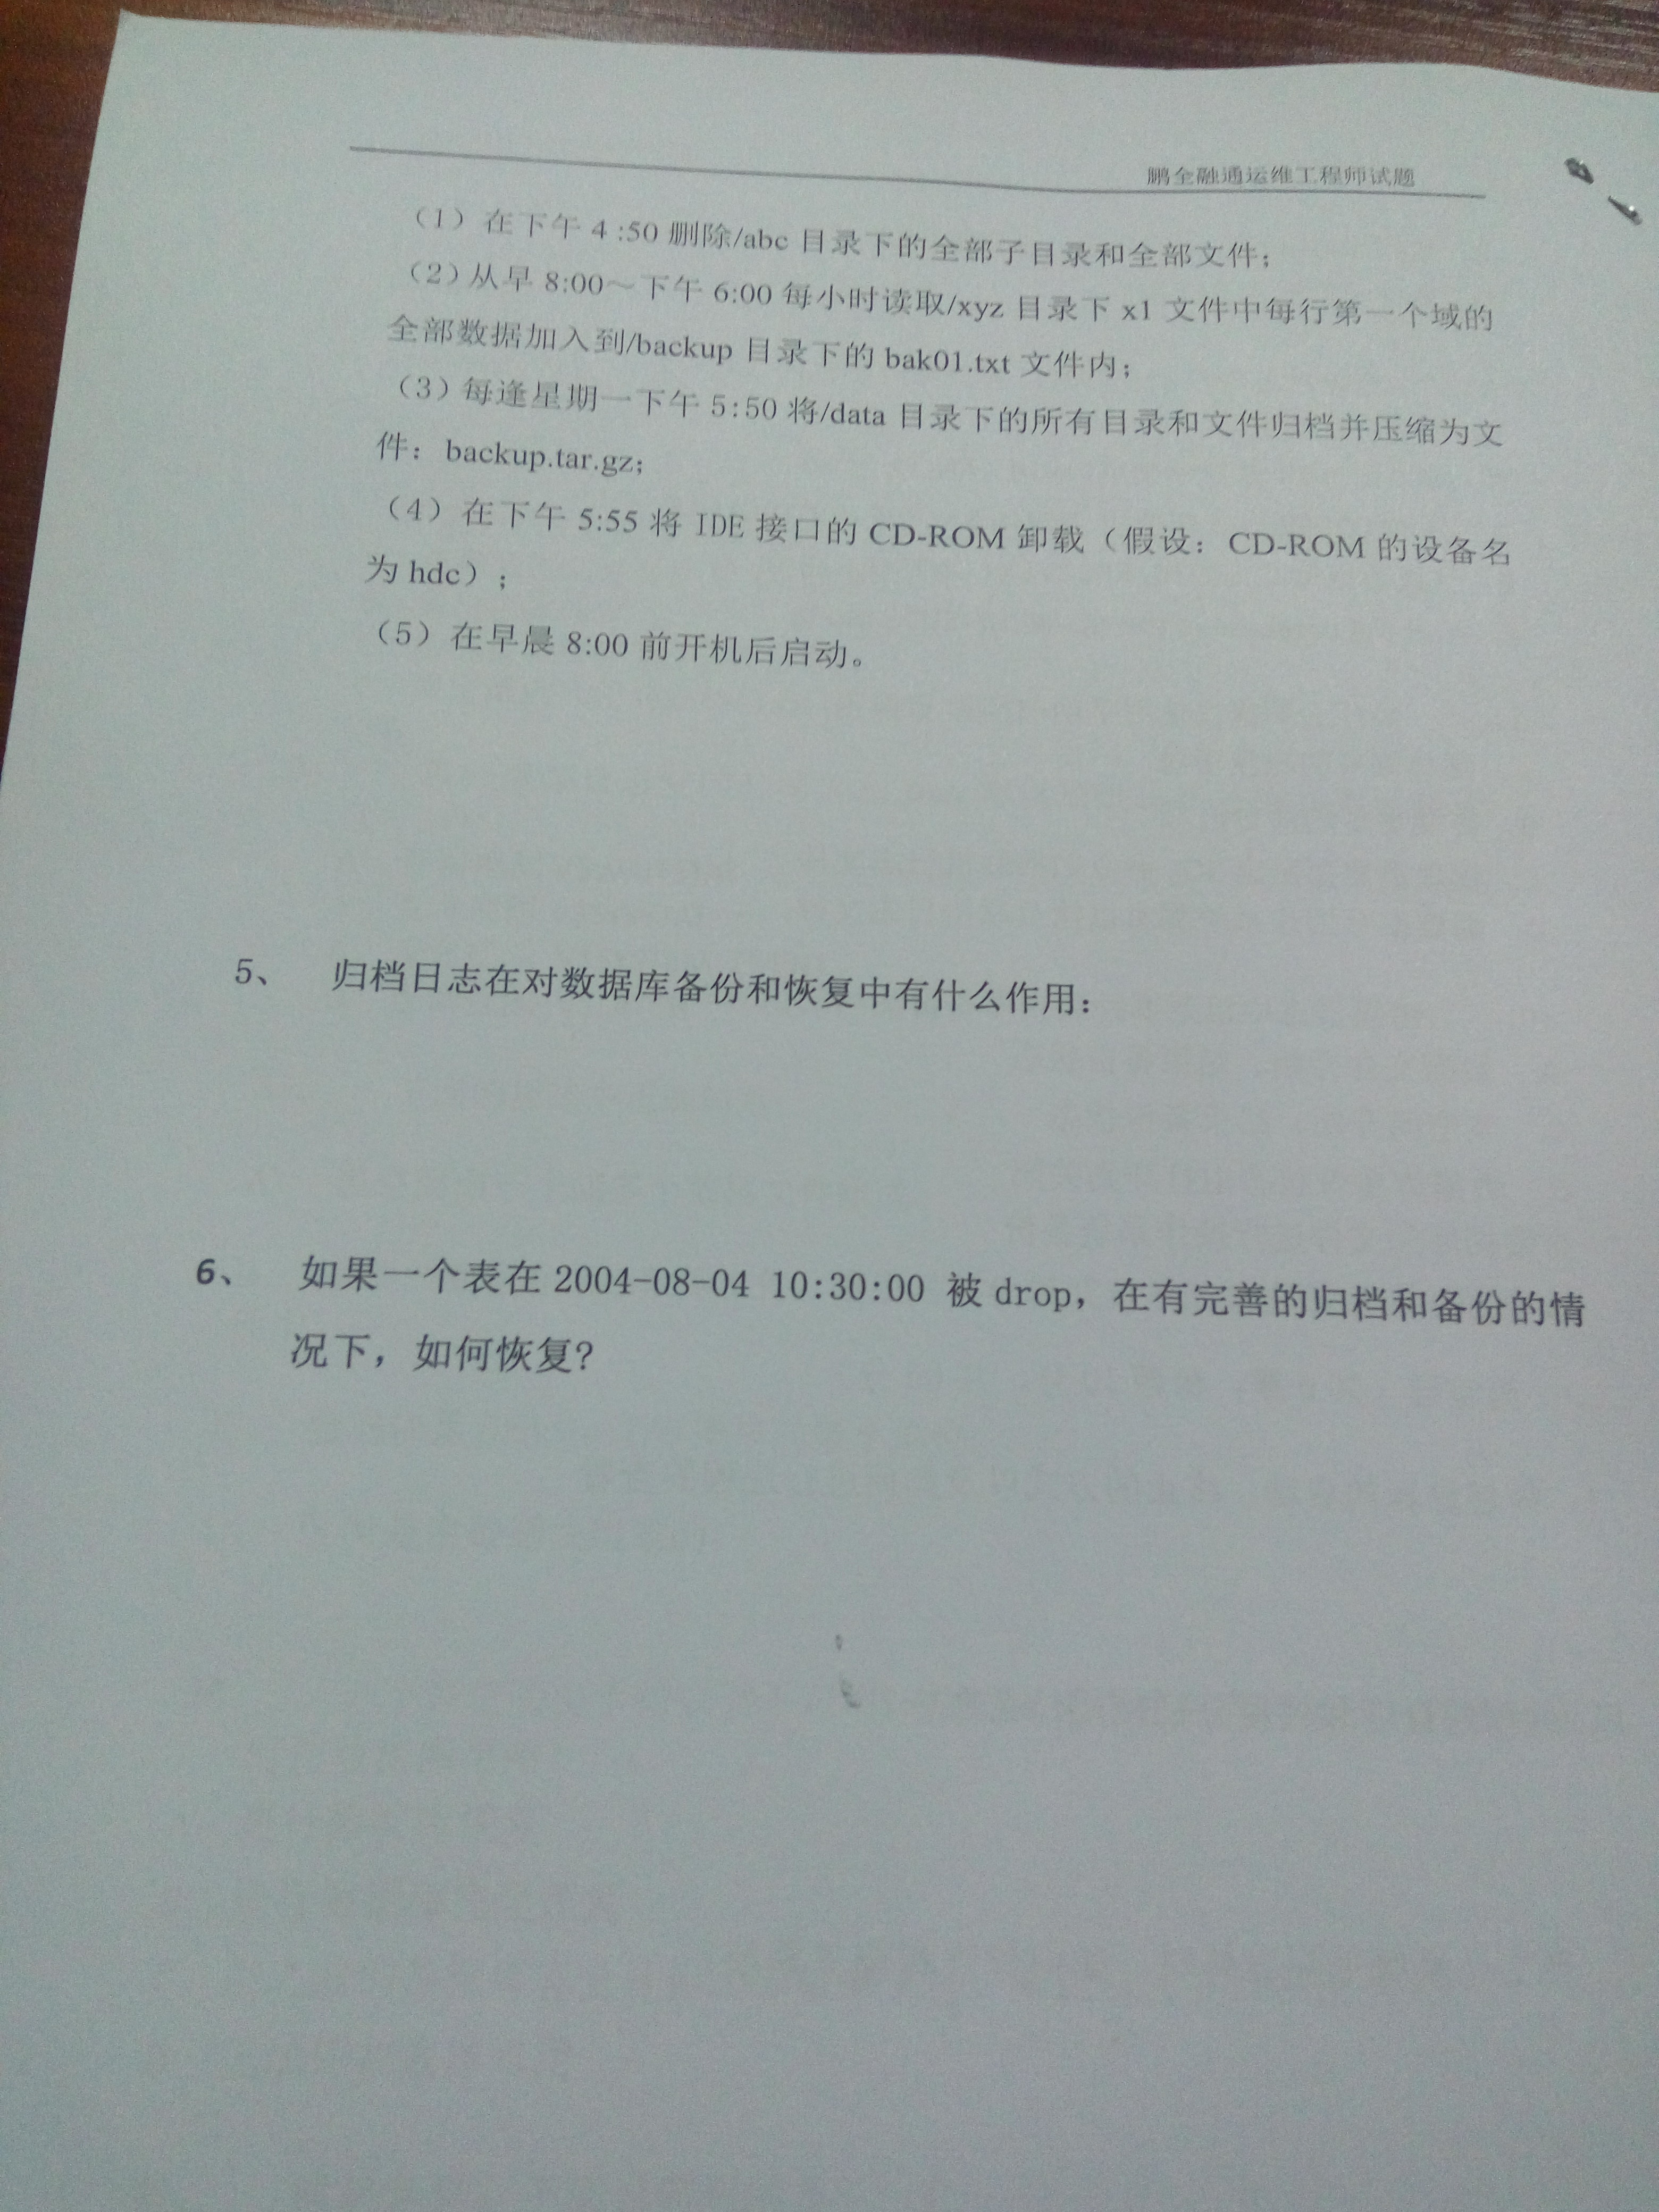 鹏全融通运维工程师试题
（1）在下午 4 :50 删除/abc 目录下的全部子目录和全部文件；
（2）从早 8:00～下午 6:00 每小时读取/xyz 目录下 x1 文件中每行第一个域的
全部数据加入到/backup 目录下的 bak01.txt 文件内；
（3）每逢星期一下午 5:50 将/data 目录下的所有目录和文件归档并压缩为文
件：backup.tar.gz；
（4）在下午 5:55 将 IDE 接口的 CD-ROM 卸载（假设：CD-ROM 的设备名
为 hdc）；
（5）在早晨 8:00 前开机后启动。
5、 归档日志在对数据库备份和恢复中有什么作用：
6、 如果一个表在 2004-08-04 10:30:00 被 drop，在有完善的归档和备份的情
况下，如何恢复?